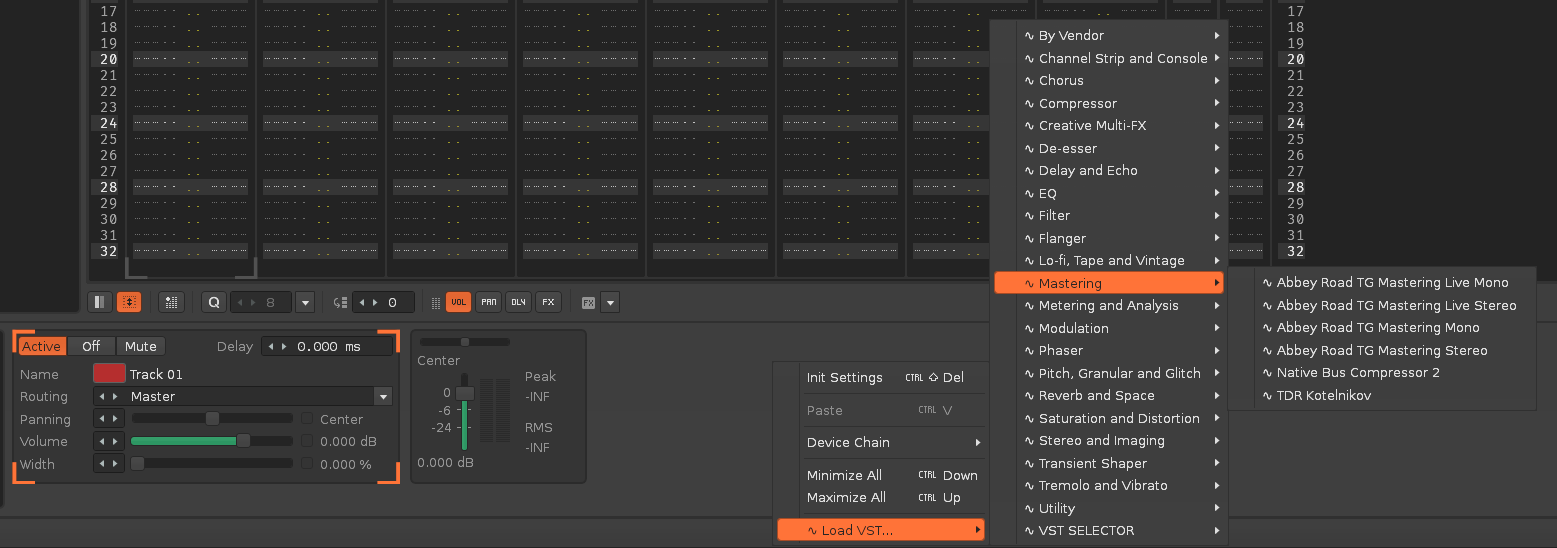 17 17
18 18
19 19
20 20
21 21
22 22
23 23
24 24
25 25
26 26
27 27
28 28
29 29
30 30
31 31
32 32
By Vendor
Channel Strip and Console
Chorus
Compressor
Creative Multi-FX
De-esser
Delay and Echo
EQ
Filter
Flanger
Lo-fi, Tape and Vintage
Mastering
Metering and Analysis
Modulation
Phaser
Pitch, Granular and Glitch
Reverb and Space
Saturation and Distortion
Stereo and Imaging
Transient Shaper
Tremolo and Vibrato
Utility
VST SELECTOR
Abbey Road TG Mastering Live Mono
Abbey Road TG Mastering Live Stereo
Abbey Road TG Mastering Mono
Abbey Road TG Mastering Stereo
Native Bus Compressor 2
TDR Kotelnikov
Q 8 0 VOL PAN DLY FX FX
Active Off Mute Delay 0.000 ms
Name Track 01
Routing Master
Panning Center
Volume 0.000 dB
Width 0.000 %
Center
0
-6
-24
0.000 dB
Peak
-INF
RMS
-INF
Init Settings CTRL ⇧ Del
Paste CTRL V
Device Chain
Minimize All CTRL Down
Maximize All CTRL Up
Load VST...